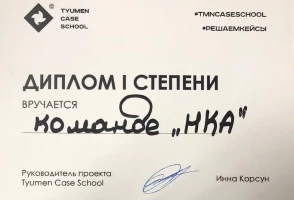 TYUMEN
CASE
SCHOOL
#TMNCASESCHOOL
#РЕШАЕМКЕЙСЫ
ДИПЛОМ I СТЕПЕНИ
ВРУЧАЕТСЯ
команде „НКА"
Руководитель проекта
Tyumen Case School
Инна Корсун